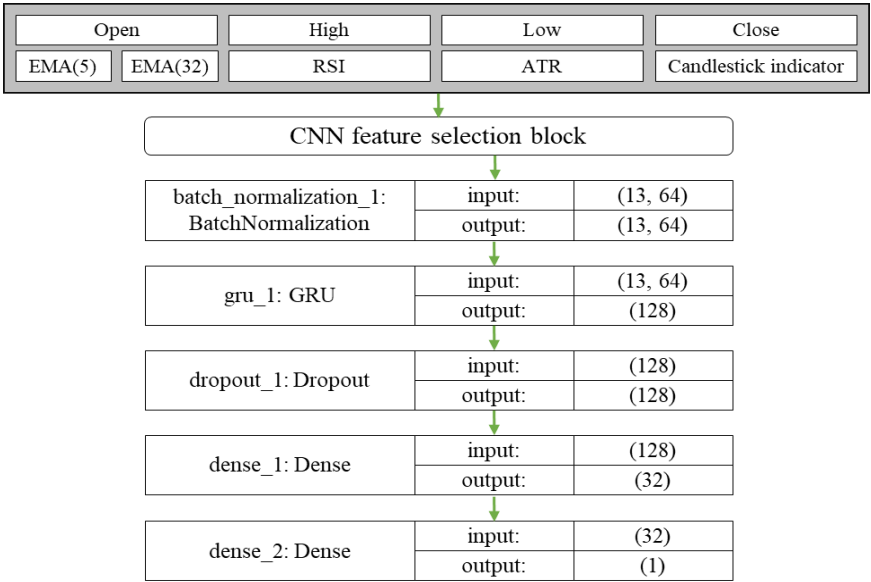 Open High Low Close
EMA(5) EMA(32) RSI ATR Candlestick indicator
CNN feature selection block
batch_normalization_1:
BatchNormalization
input: (13, 64)
output: (13, 64)
gru_1: GRU
input: (13, 64)
output: (128)
dropout_1: Dropout
input: (128)
output: (128)
dense_1: Dense
input: (128)
output: (32)
dense_2: Dense
input: (32)
output: (1)